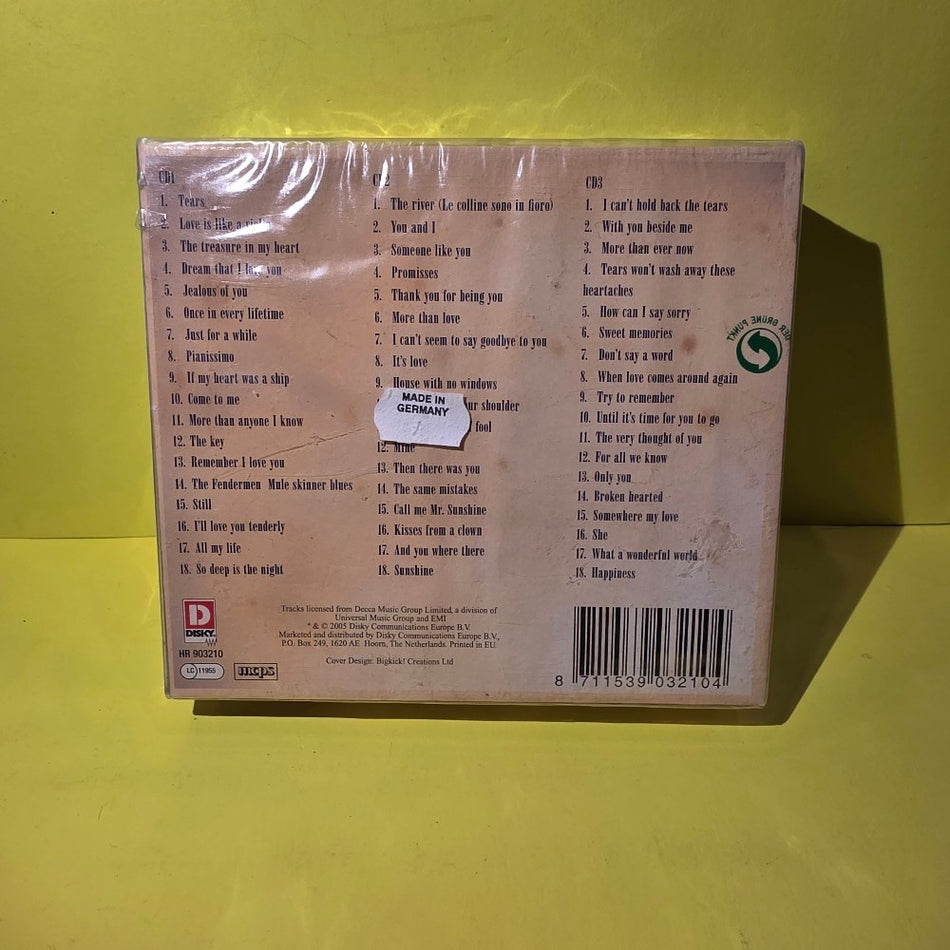 CD1
1. Tears
2. Love is like a
3. The treasure in my heart
4. Dream that I love you
5. Jealous of you
6. Once in every lifetime
7. Just for a while
8. Pianissimo
9. If my heart was a ship
10. Come to me
11. More than anyone I know
12. The key
13. Remember I love you
14. The Fendermen Mule skinner blues
15. Still
16. I'll love you tenderly
17. All my life
18. So deep is the night
CD2
1. The river (Le colline sono in fioro)
2. You and I
3. Someone like you
4. Promisses
5. Thank you for being you
6. More than love
7. I can't seem to say goodbye to you
8. It's love
9. House with no windows
shoulder
fool
12. Mine
13. Then there was you
14. The same mistakes
15. Call me Mr. Sunshine
16. Kisses from a clown
17. And you where there
18. Sunshine
MADE IN
GERMANY
CD3
1. I can't hold back the tears
2. With you beside me
3. More than ever now
4. Tears won't wash away these
heartaches
5. How can I say sorry
6. Sweet memories
7. Don't say a word
8. When love comes around again
9. Try to remember
10. Until it's time for you to go
11. The very thought of you
12. For all we know
13. Only you
14. Broken hearted
15. Somewhere my love
16. She
17. What a wonderful world
18. Happiness
DER GRÜNE PUNKT
D
DISKY
HR 903210
LC 11955
mcps
Tracks licensed from Decca Music Group Limited, a division of
Universal Music Group and EMI
* & © 2005 Disky Communications Europe B.V.
Marketed and distributed by Disky Communications Europe B.V.,
P.O. Box 249, 1620 AE Hoorn, The Netherlands. Printed in EU.
Cover Design: Bigkick! Creations Ltd
8 711539 032104